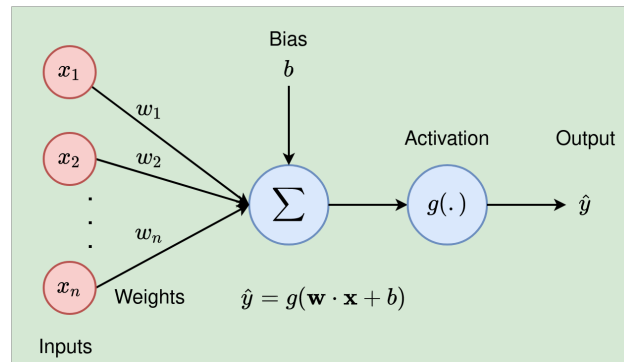 Bias
b
x₁
w₁
Activation
Output
x₂
w₂
∑
g(.)
ŷ
wₙ
xₙ
Weights
ŷ = g(𝐰 · 𝐱 + b)
Inputs